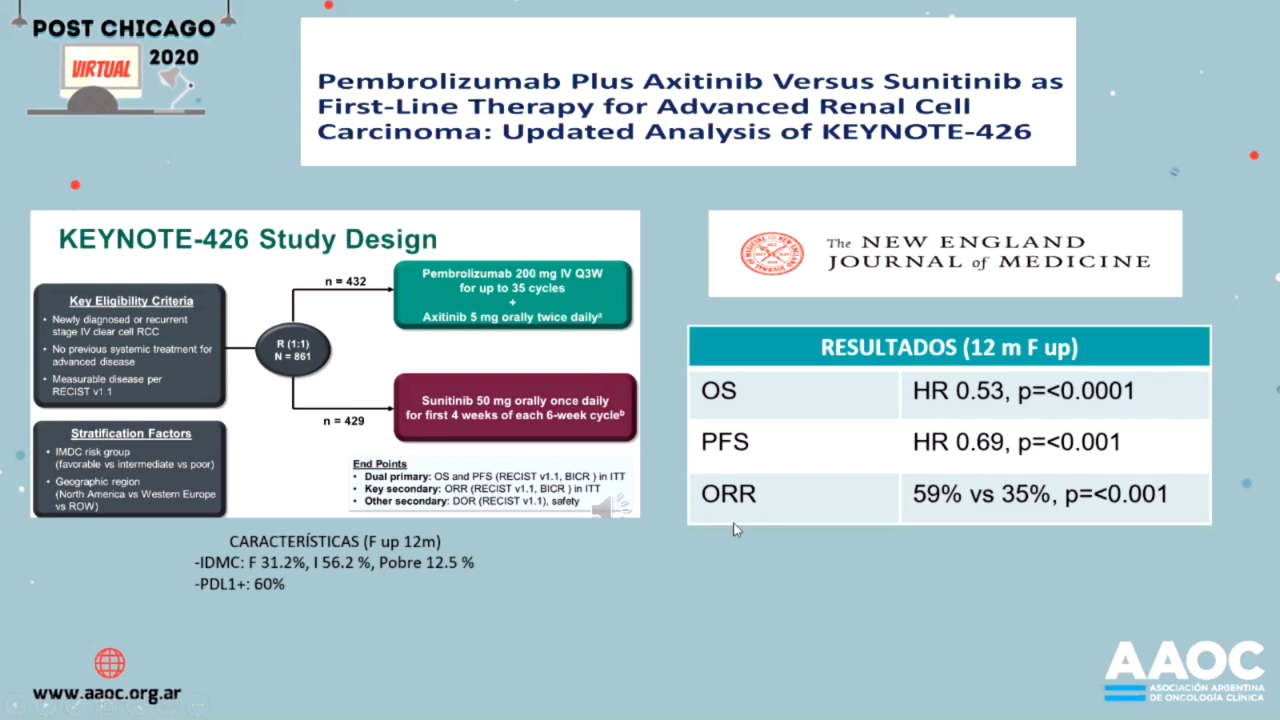 POST CHICAGO
2020
VIRTUAL
Pembrolizumab Plus Axitinib Versus Sunitinib as
First-Line Therapy for Advanced Renal Cell
Carcinoma: Updated Analysis of KEYNOTE-426
KEYNOTE-426 Study Design
Key Eligibility Criteria
• Newly diagnosed or recurrent
stage IV clear cell RCC
• No previous systemic treatment for
advanced disease
• Measurable disease per
RECIST v1.1
Stratification Factors
• IMDC risk group
(favorable vs intermediate vs poor)
• Geographic region
(North America vs Western Europe
vs ROW)
R (1:1)
N = 861
n = 432
n = 429
Pembrolizumab 200 mg IV Q3W
for up to 35 cycles
+
Axitinib 5 mg orally twice dailyᵃ
Sunitinib 50 mg orally once daily
for first 4 weeks of each 6-week cycleᵇ
End Points
• Dual primary: OS and PFS (RECIST v1.1, BICR ) in ITT
• Key secondary: ORR (RECIST v1.1, BICR ) in ITT
• Other secondary: DOR (RECIST v1.1), safety
CARACTERÍSTICAS (F up 12m)
-IDMC: F 31.2%, I 56.2 %, Pobre 12.5 %
-PDL1+: 60%
The NEW ENGLAND
JOURNAL of MEDICINE
RESULTADOS (12 m F up)
OS HR 0.53, p=<0.0001
PFS HR 0.69, p=<0.001
ORR 59% vs 35%, p=<0.001
www.aaoc.org.ar
AAOC
ASOCIACIÓN ARGENTINA
DE ONCOLOGÍA CLÍNICA